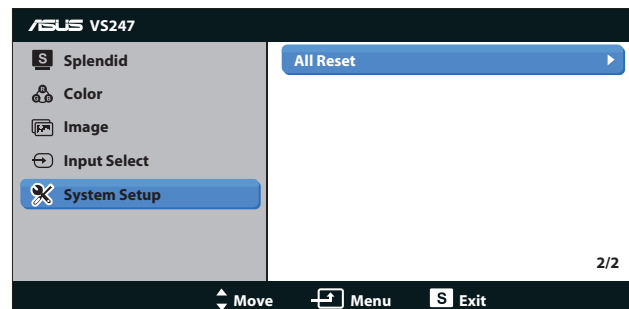 ASUS VS247
S Splendid
R G B Color
Image
Input Select
System Setup
All Reset
2/2
Move Menu S Exit